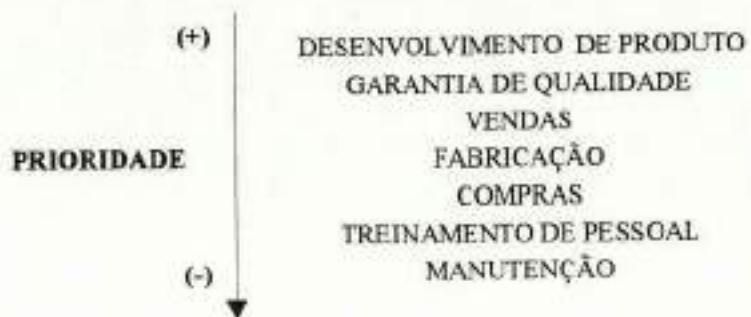 (+)
DESENVOLVIMENTO DE PRODUTO
GARANTIA DE QUALIDADE
VENDAS
PRIORIDADE
FABRICAÇÃO
COMPRAS
TREINAMENTO DE PESSOAL
(-)
MANUTENÇÃO